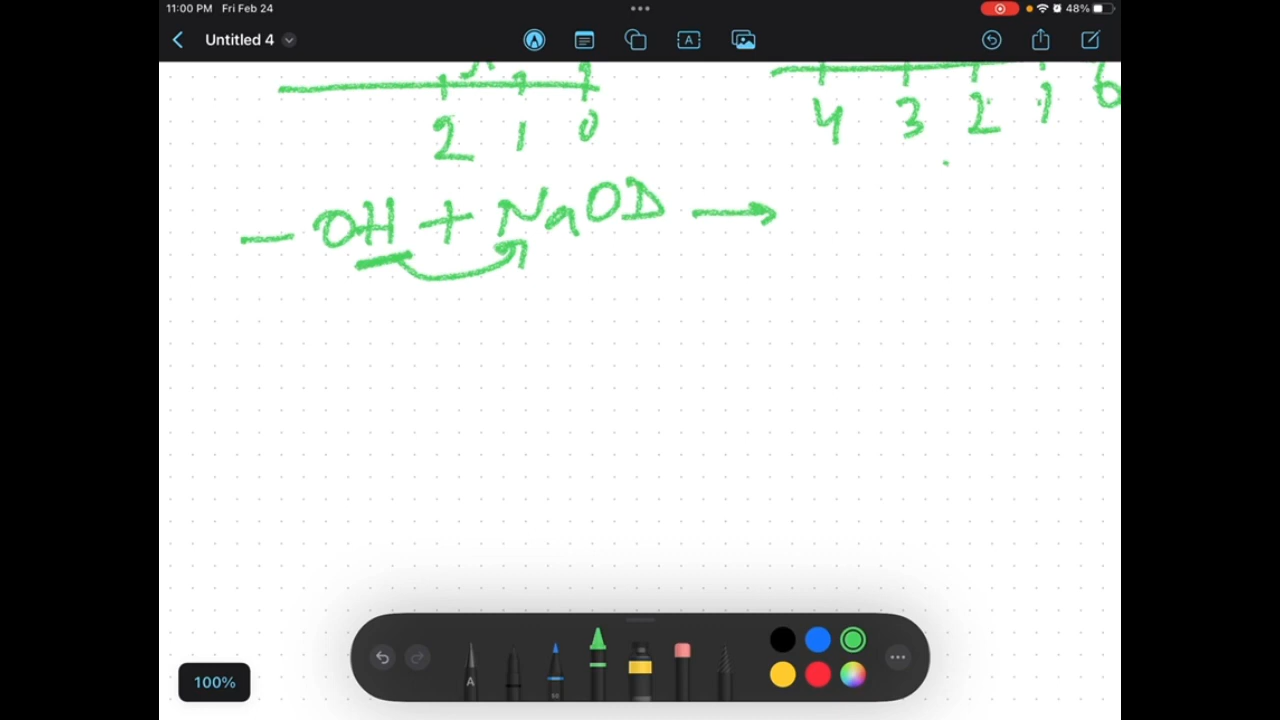 11:00 PM Fri Feb 24
48%
Untitled 4
A
2 1 0
4 3 2 1 6
— OH + NaOD →
A
100%